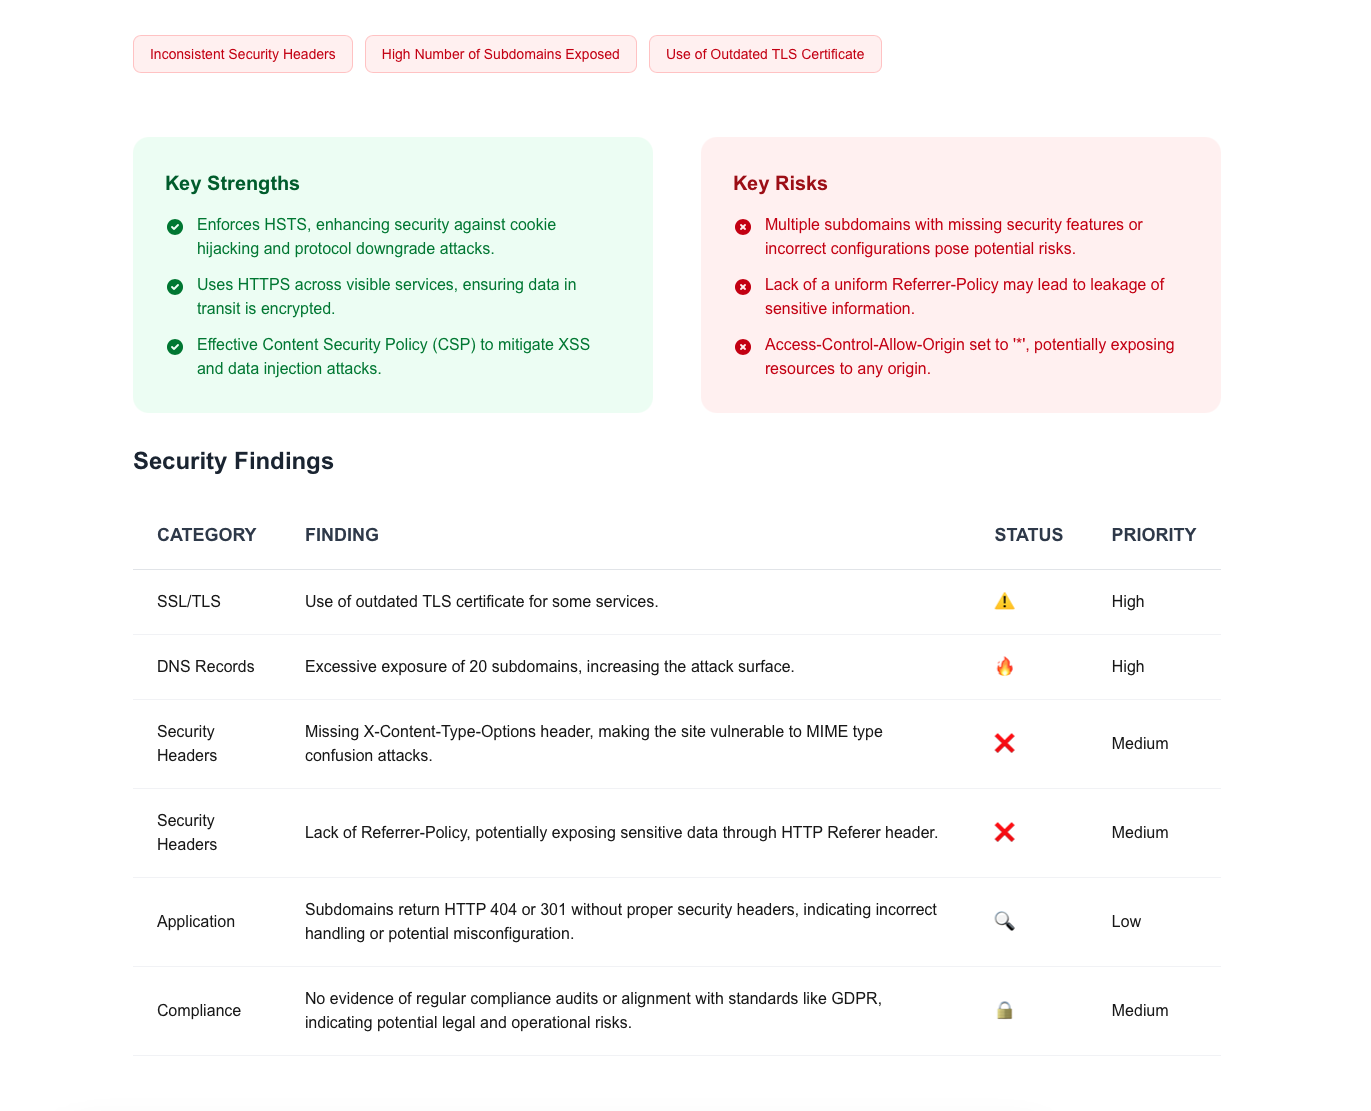 Inconsistent Security Headers
High Number of Subdomains Exposed
Use of Outdated TLS Certificate
Key Strengths
Enforces HSTS, enhancing security against cookie
hijacking and protocol downgrade attacks.
Uses HTTPS across visible services, ensuring data in
transit is encrypted.
Effective Content Security Policy (CSP) to mitigate XSS
and data injection attacks.
Key Risks
Multiple subdomains with missing security features or
incorrect configurations pose potential risks.
Lack of a uniform Referrer-Policy may lead to leakage of
sensitive information.
Access-Control-Allow-Origin set to '*', potentially exposing
resources to any origin.
Security Findings
CATEGORY FINDING STATUS PRIORITY
SSL/TLS Use of outdated TLS certificate for some services. ⚠️ High
DNS Records Excessive exposure of 20 subdomains, increasing the attack surface. 🔥 High
Security
Headers
Missing X-Content-Type-Options header, making the site vulnerable to MIME type
confusion attacks.
❌ Medium
Security
Headers
Lack of Referrer-Policy, potentially exposing sensitive data through HTTP Referer header.
❌ Medium
Application
Subdomains return HTTP 404 or 301 without proper security headers, indicating incorrect
handling or potential misconfiguration.
🔍 Low
Compliance
No evidence of regular compliance audits or alignment with standards like GDPR,
indicating potential legal and operational risks.
🔒 Medium